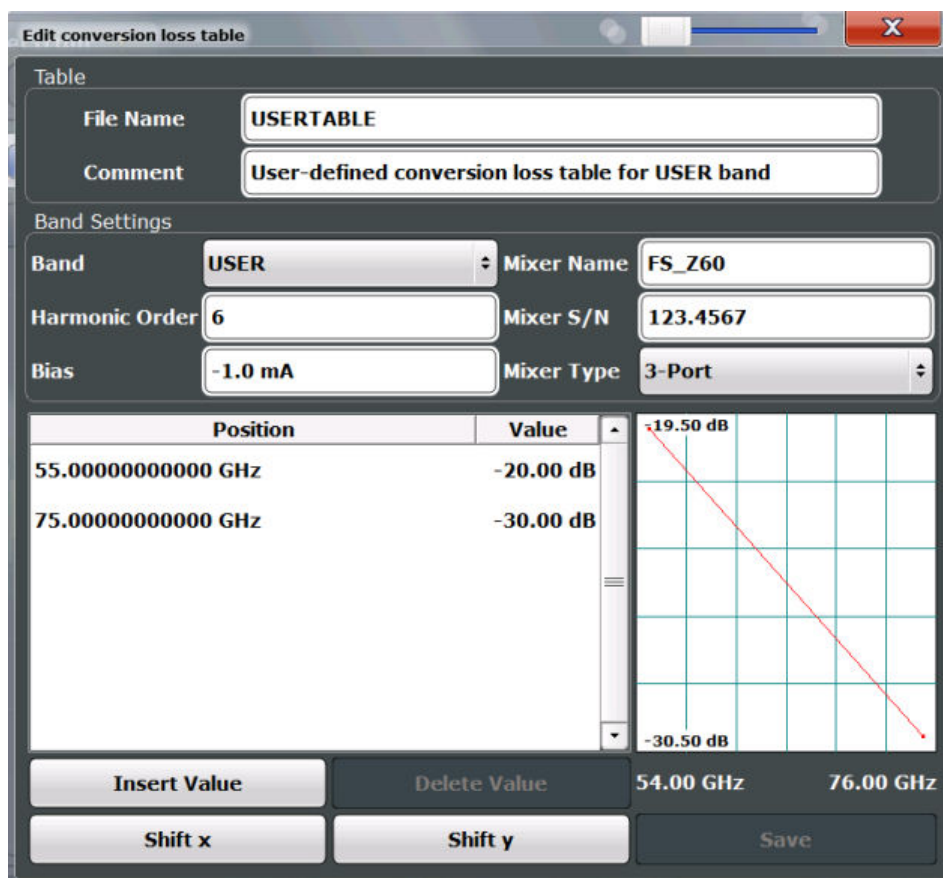 Edit conversion loss table
X
Table
File Name USERTABLE
Comment User-defined conversion loss table for USER band
Band Settings
Band USER Mixer Name FS_Z60
Harmonic Order 6 Mixer S/N 123.4567
Bias -1.0 mA Mixer Type 3-Port
Position Value -19.50 dB
55.00000000000 GHz -20.00 dB
75.00000000000 GHz -30.00 dB
-30.50 dB
Insert Value Delete Value 54.00 GHz 76.00 GHz
Shift x Shift y Save